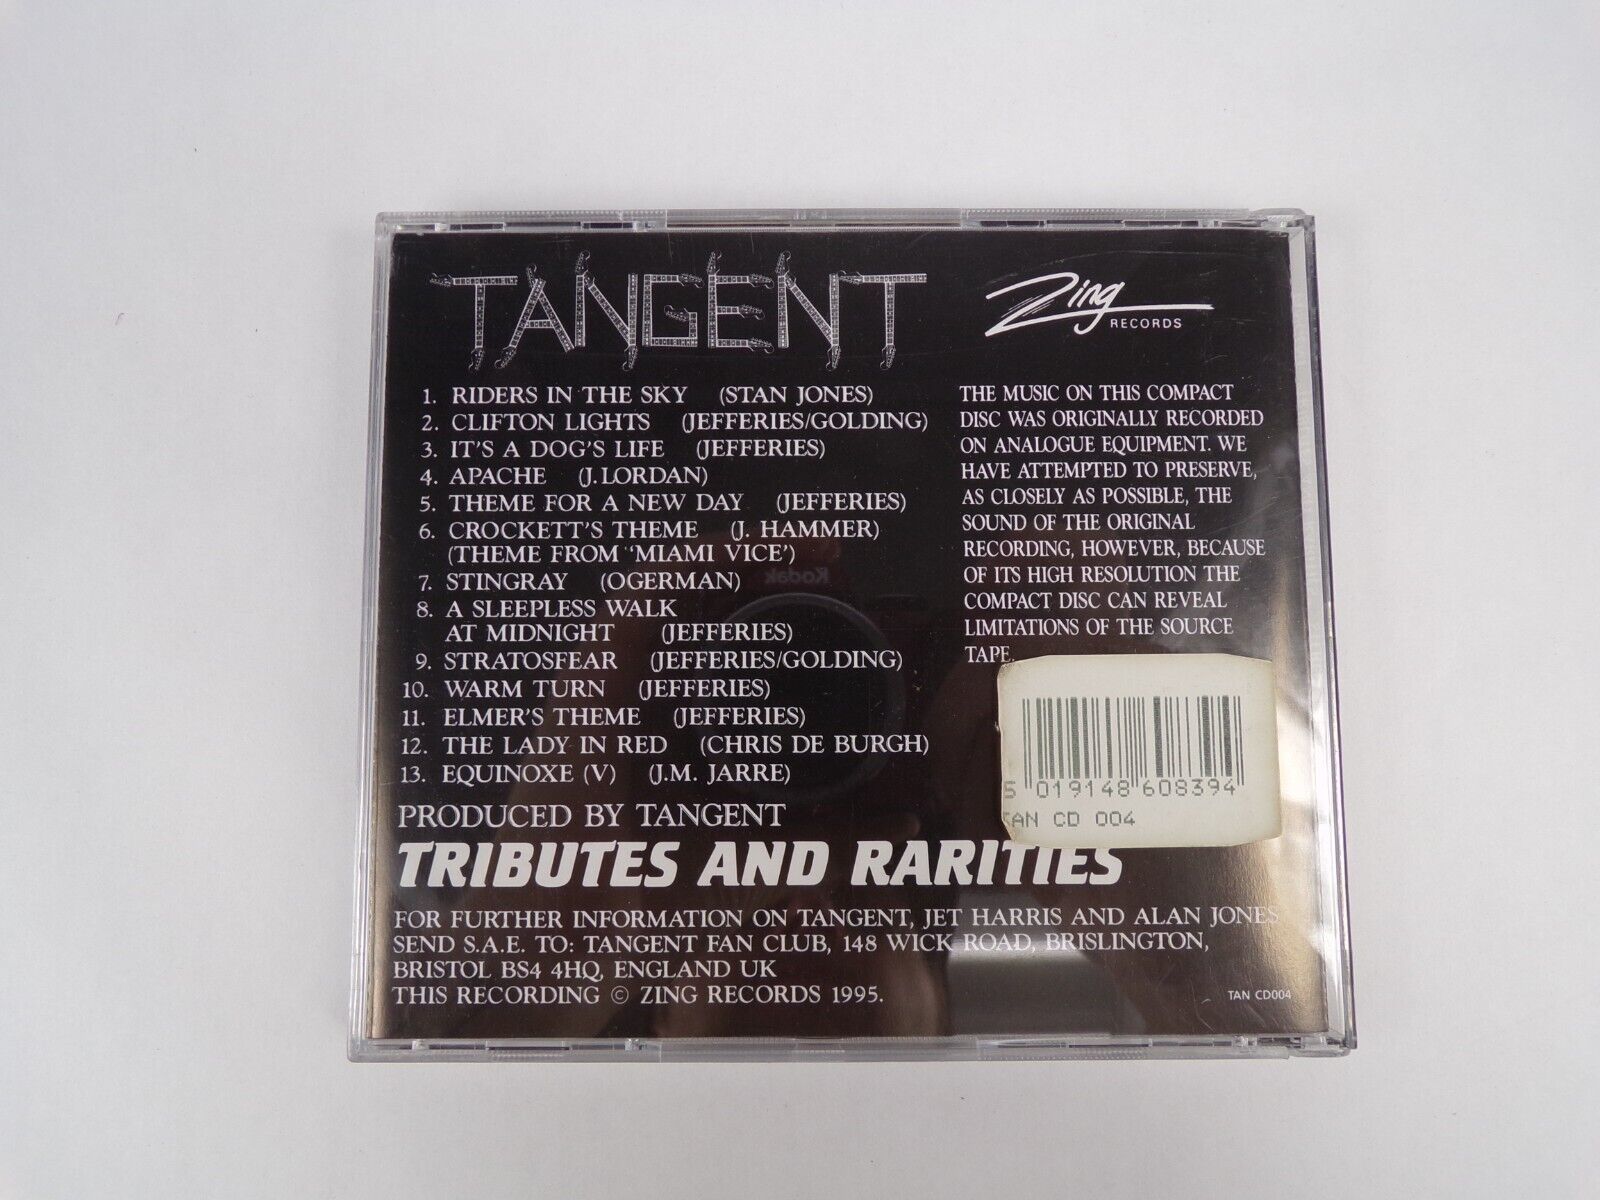 TANGENT
Zing
RECORDS
1. RIDERS IN THE SKY (STAN JONES)
2. CLIFTON LIGHTS (JEFFERIES/GOLDING)
3. IT'S A DOG'S LIFE (JEFFERIES)
4. APACHE (J.LORDAN)
5. THEME FOR A NEW DAY (JEFFERIES)
6. CROCKETT'S THEME (J. HAMMER)
(THEME FROM 'MIAMI VICE')
7. STINGRAY (OGERMAN)
8. A SLEEPLESS WALK
AT MIDNIGHT (JEFFERIES)
9. STRATOSFEAR (JEFFERIES/GOLDING)
10. WARM TURN (JEFFERIES)
11. ELMER'S THEME (JEFFERIES)
12. THE LADY IN RED (CHRIS DE BURGH)
13. EQUINOXE (V) (J.M. JARRE)
THE MUSIC ON THIS COMPACT
DISC WAS ORIGINALLY RECORDED
ON ANALOGUE EQUIPMENT. WE
HAVE ATTEMPTED TO PRESERVE,
AS CLOSELY AS POSSIBLE, THE
SOUND OF THE ORIGINAL
RECORDING, HOWEVER, BECAUSE
OF ITS HIGH RESOLUTION THE
COMPACT DISC CAN REVEAL
LIMITATIONS OF THE SOURCE
TAPE.
Kodak
5 019148 608394
TAN CD 004
PRODUCED BY TANGENT
TRIBUTES AND RARITIES
FOR FURTHER INFORMATION ON TANGENT, JET HARRIS AND ALAN JONES
SEND S.A.E. TO: TANGENT FAN CLUB, 148 WICK ROAD, BRISLINGTON,
BRISTOL BS4 4HQ, ENGLAND UK
THIS RECORDING © ZING RECORDS 1995.
TAN CD004